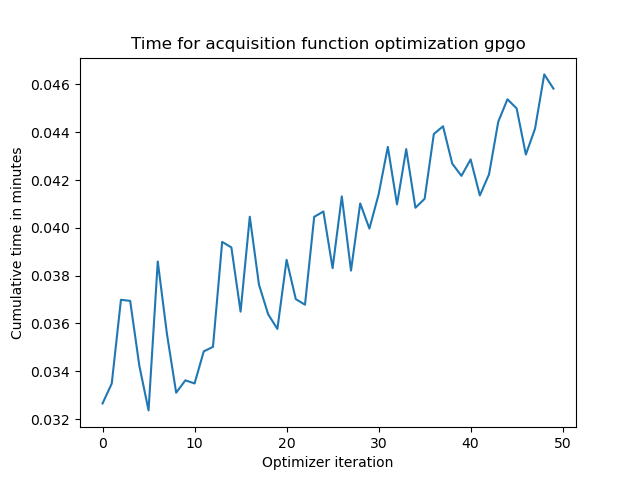 Time for acquisition function optimization gpgo
Cumulative time in minutes
0.046
0.044
0.042
0.040
0.038
0.036
0.034
0.032
0 10 20 30 40 50
Optimizer iteration